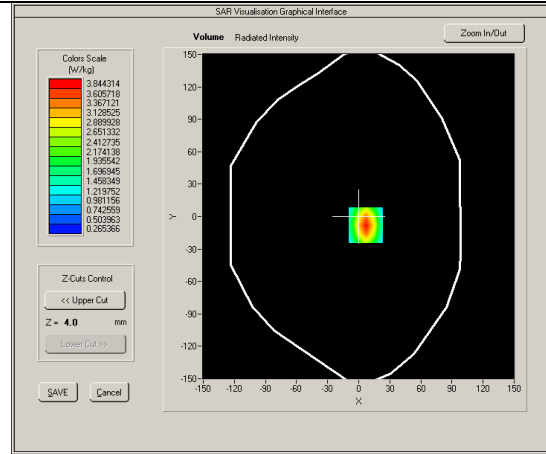 SAR Visualisation Graphical Interface
Volume Radiated Intensity
Zoom In/Out
Colors Scale
(W/kg)
3.844314
3.605718
3.367121
3.128525
2.889928
2.651332
2.412735
2.174138
1.935542
1.696945
1.458349
1.219752
0.981156
0.742559
0.503963
0.265366
Z-Cuts Control
<< Upper Cut
Z = 4.0 mm
Lower Cut >>
SAVE
Cancel
150
120
90
60
30
0
-30
-60
-90
-120
-150
Y
-150 -120 -90 -60 -30 0 30 60 90 120 150
X